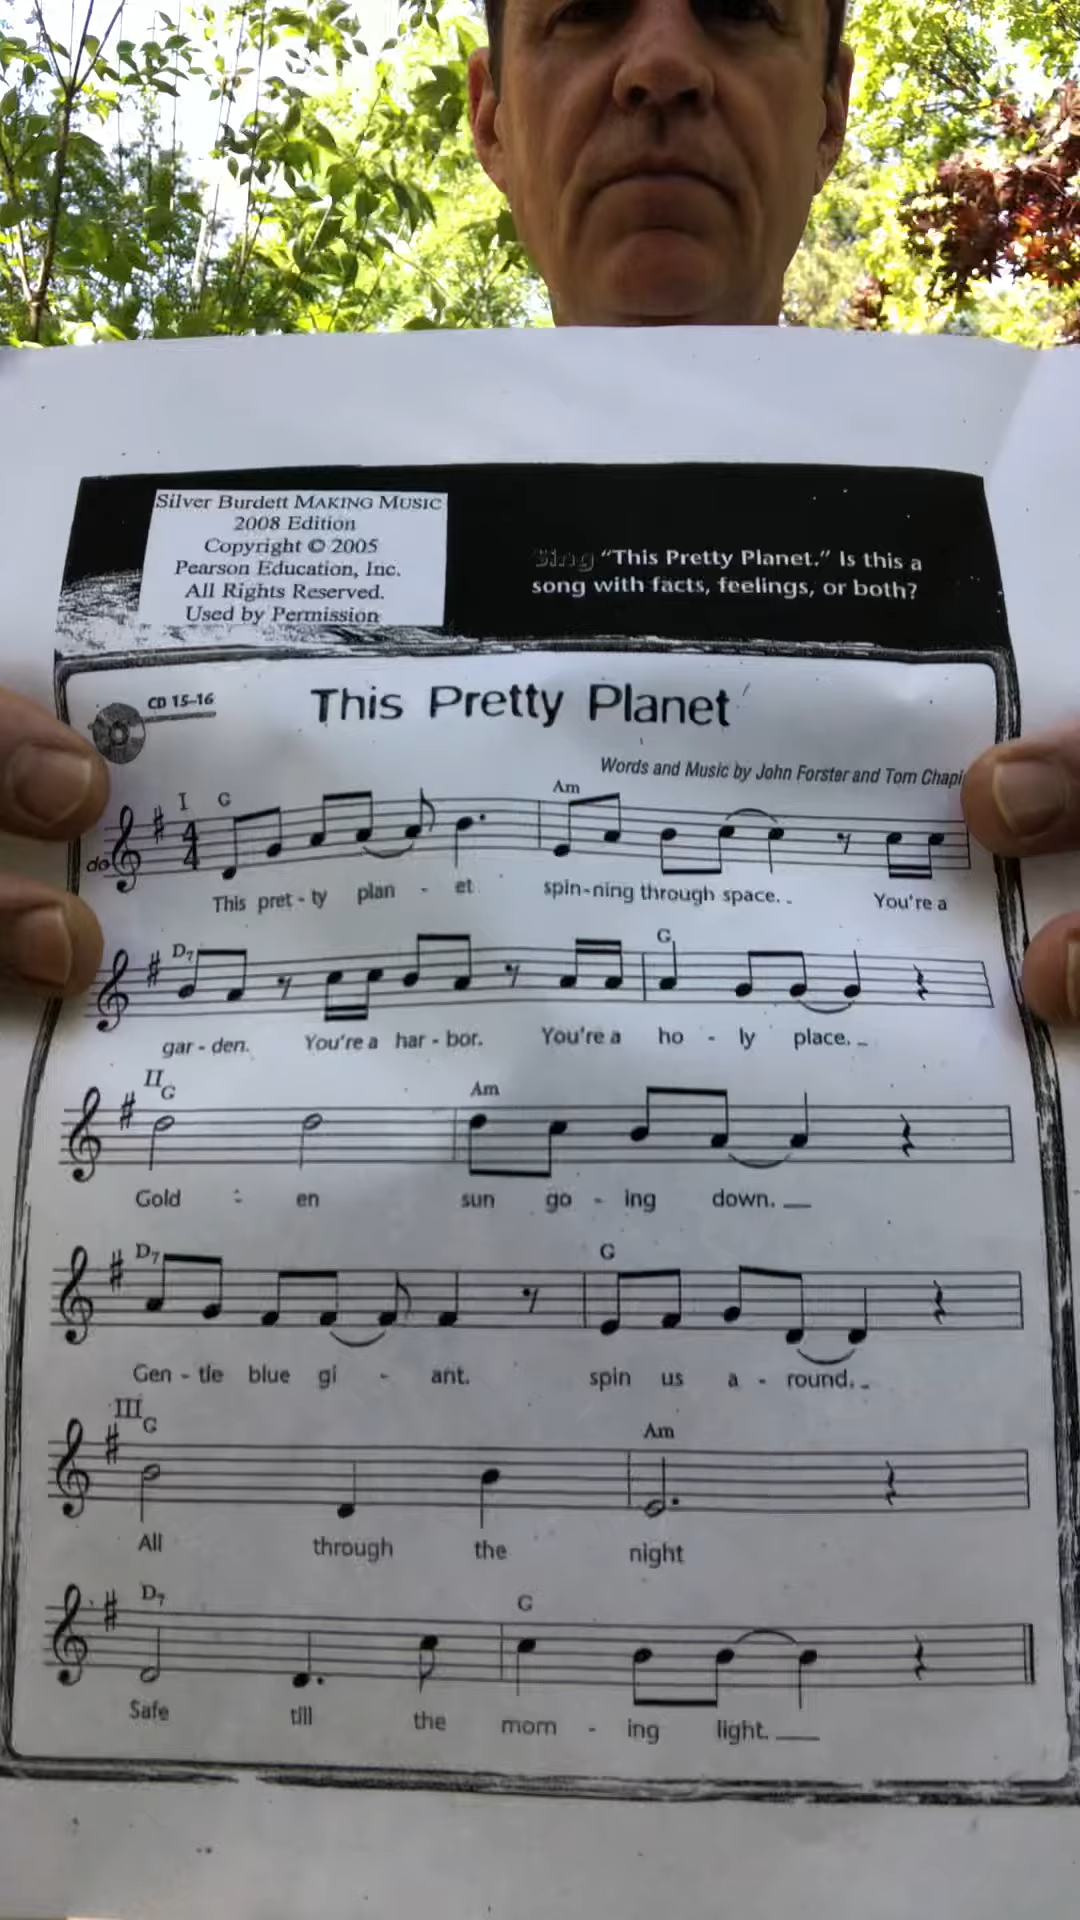 Silver Burdett MAKING MUSIC
2008 Edition
Copyright © 2005
Pearson Education, Inc.
All Rights Reserved.
Used by Permission
Sing "This Pretty Planet." Is this a
song with facts, feelings, or both?
CD 15-16
This Pretty Planet
Words and Music by John Forster and Tom Chapi
I G Am
do
4
4
This pret - ty plan - et spin-ning through space. You're a
D7 G
gar - den. You're a har - bor. You're a ho - ly place.
II G Am
Gold - en sun go - ing down.
D7 G
Gen - tle blue gi - ant. spin us a - round.
III G Am
All through the night
D7 G
Safe till the morn - ing light.